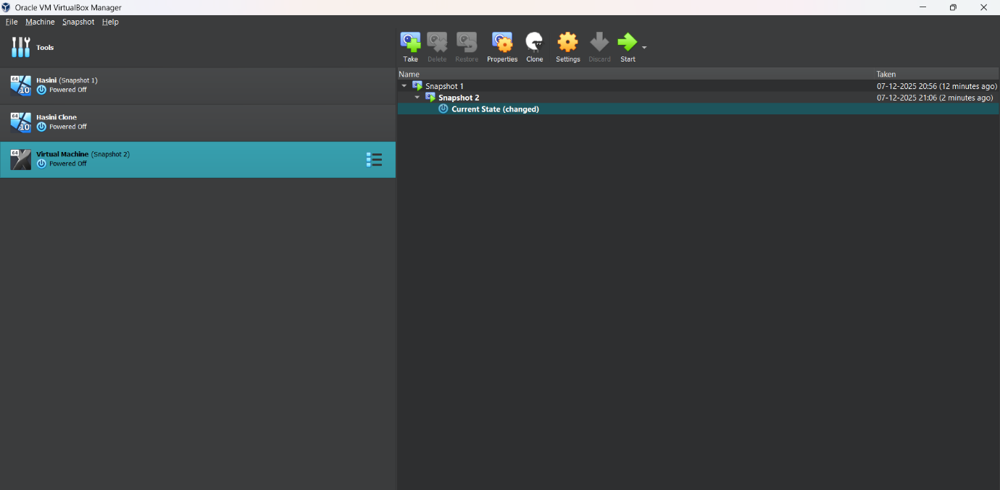 Oracle VM VirtualBox Manager
File Machine Snapshot Help
Tools
64
10
Hasini (Snapshot 1)
Powered Off
64
10
Hasini Clone
Powered Off
64
Virtual Machine (Snapshot 2)
Powered Off
Take Delete Restore Properties Clone Settings Discard Start
Name Taken
Snapshot 1 07-12-2025 20:56 (12 minutes ago)
Snapshot 2 07-12-2025 21:06 (2 minutes ago)
Current State (changed)